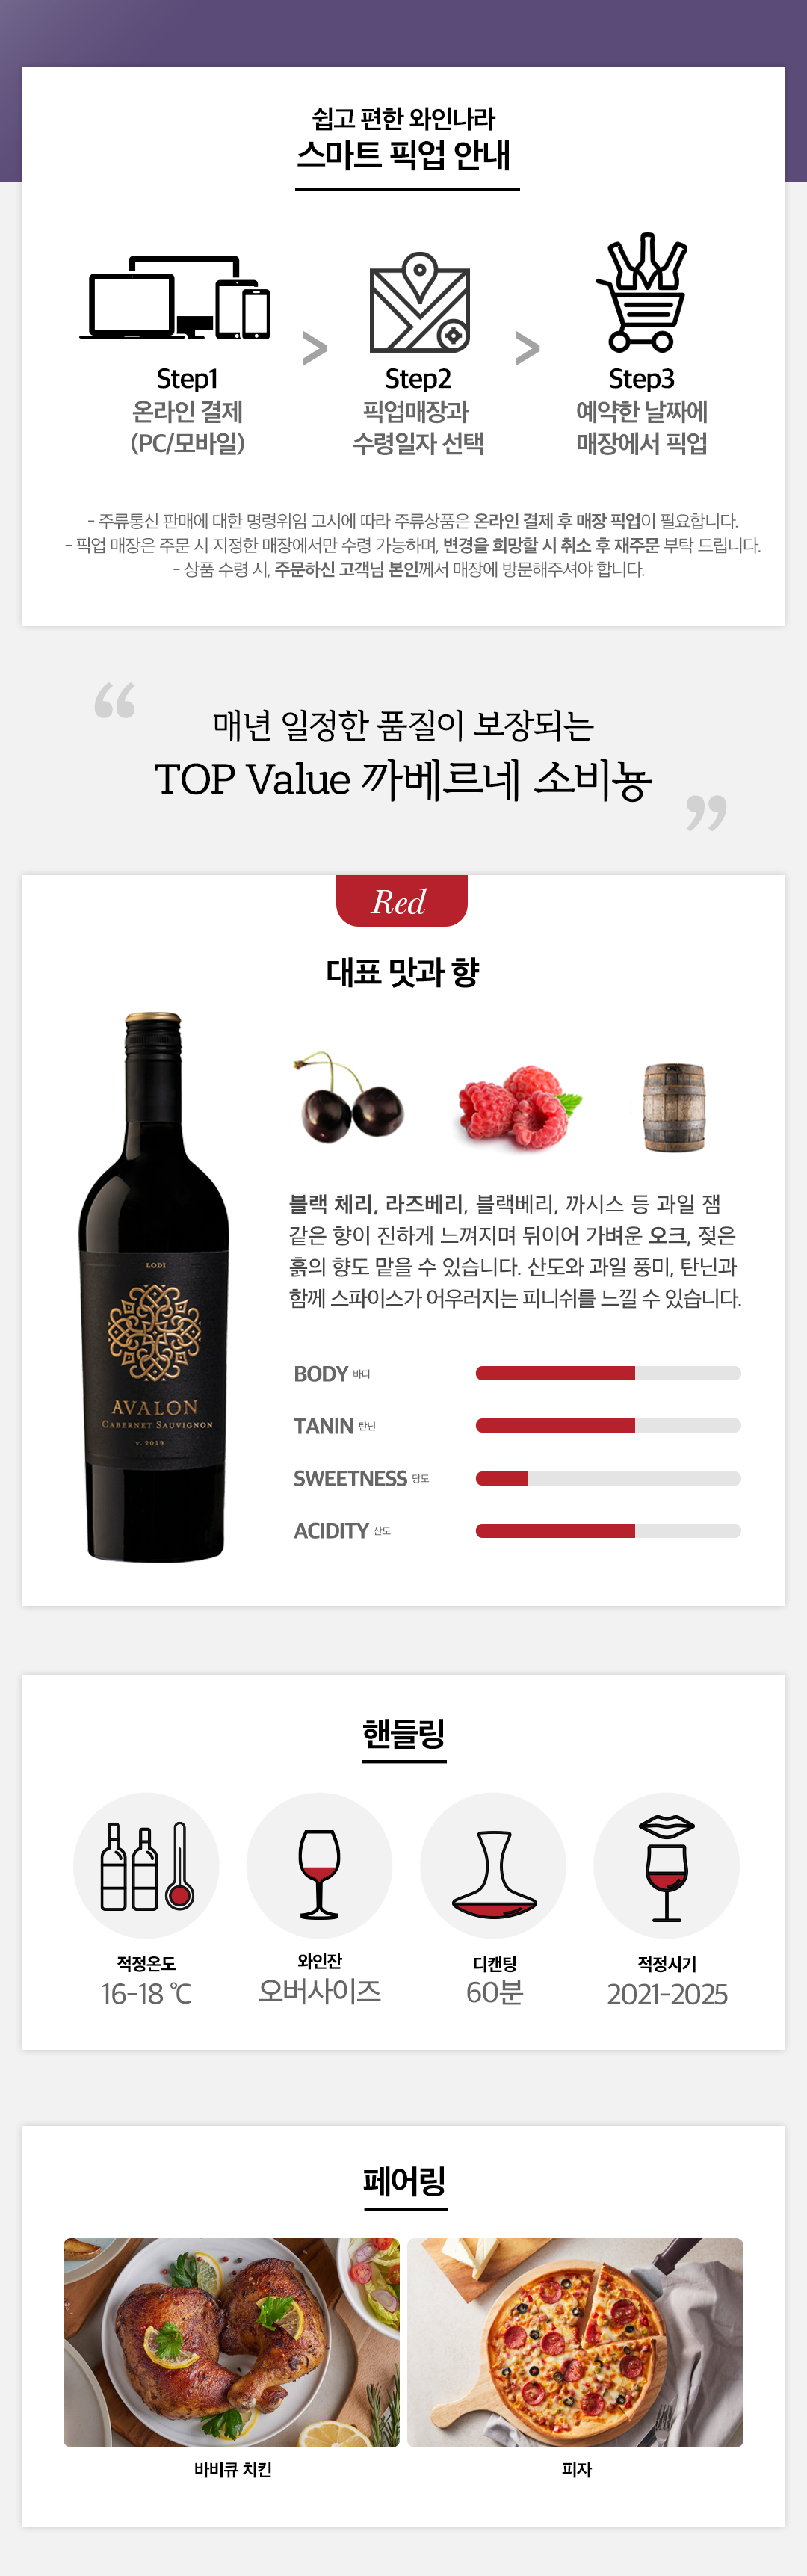 쉽고 편한 와인나라
스마트 픽업 안내
Step1
온라인 결제
(PC/모바일)
>
Step2
픽업매장과
수령일자 선택
>
Step3
예약한 날짜에
매장에서 픽업
- 주류통신 판매에 대한 명령위임 고시에 따라 주류상품은 온라인 결제 후 매장 픽업이 필요합니다.
- 픽업 매장은 주문 시 지정한 매장에서만 수령 가능하며, 변경을 희망할 시 취소 후 재주문 부탁 드립니다.
- 상품 수령 시, 주문하신 고객님 본인께서 매장에 방문해주셔야 합니다.
“ 매년 일정한 품질이 보장되는
TOP Value 까베르네 소비뇽 ”
Red
대표 맛과 향
LODI
AVALON
CABERNET SAUVIGNON
V. 2019
블랙 체리, 라즈베리, 블랙베리, 까시스 등 과일 잼
같은 향이 진하게 느껴지며 뒤이어 가벼운 오크, 젖은
흙의 향도 맡을 수 있습니다. 산도와 과일 풍미, 탄닌과
함께 스파이스가 어우러지는 피니쉬를 느낄 수 있습니다.
BODY 바디
TANIN 탄닌
SWEETNESS 당도
ACIDITY 산도
핸들링
적정온도
16-18 ℃
와인잔
오버사이즈
디캔팅
60분
적정시기
2021-2025
페어링
바비큐 치킨
피자